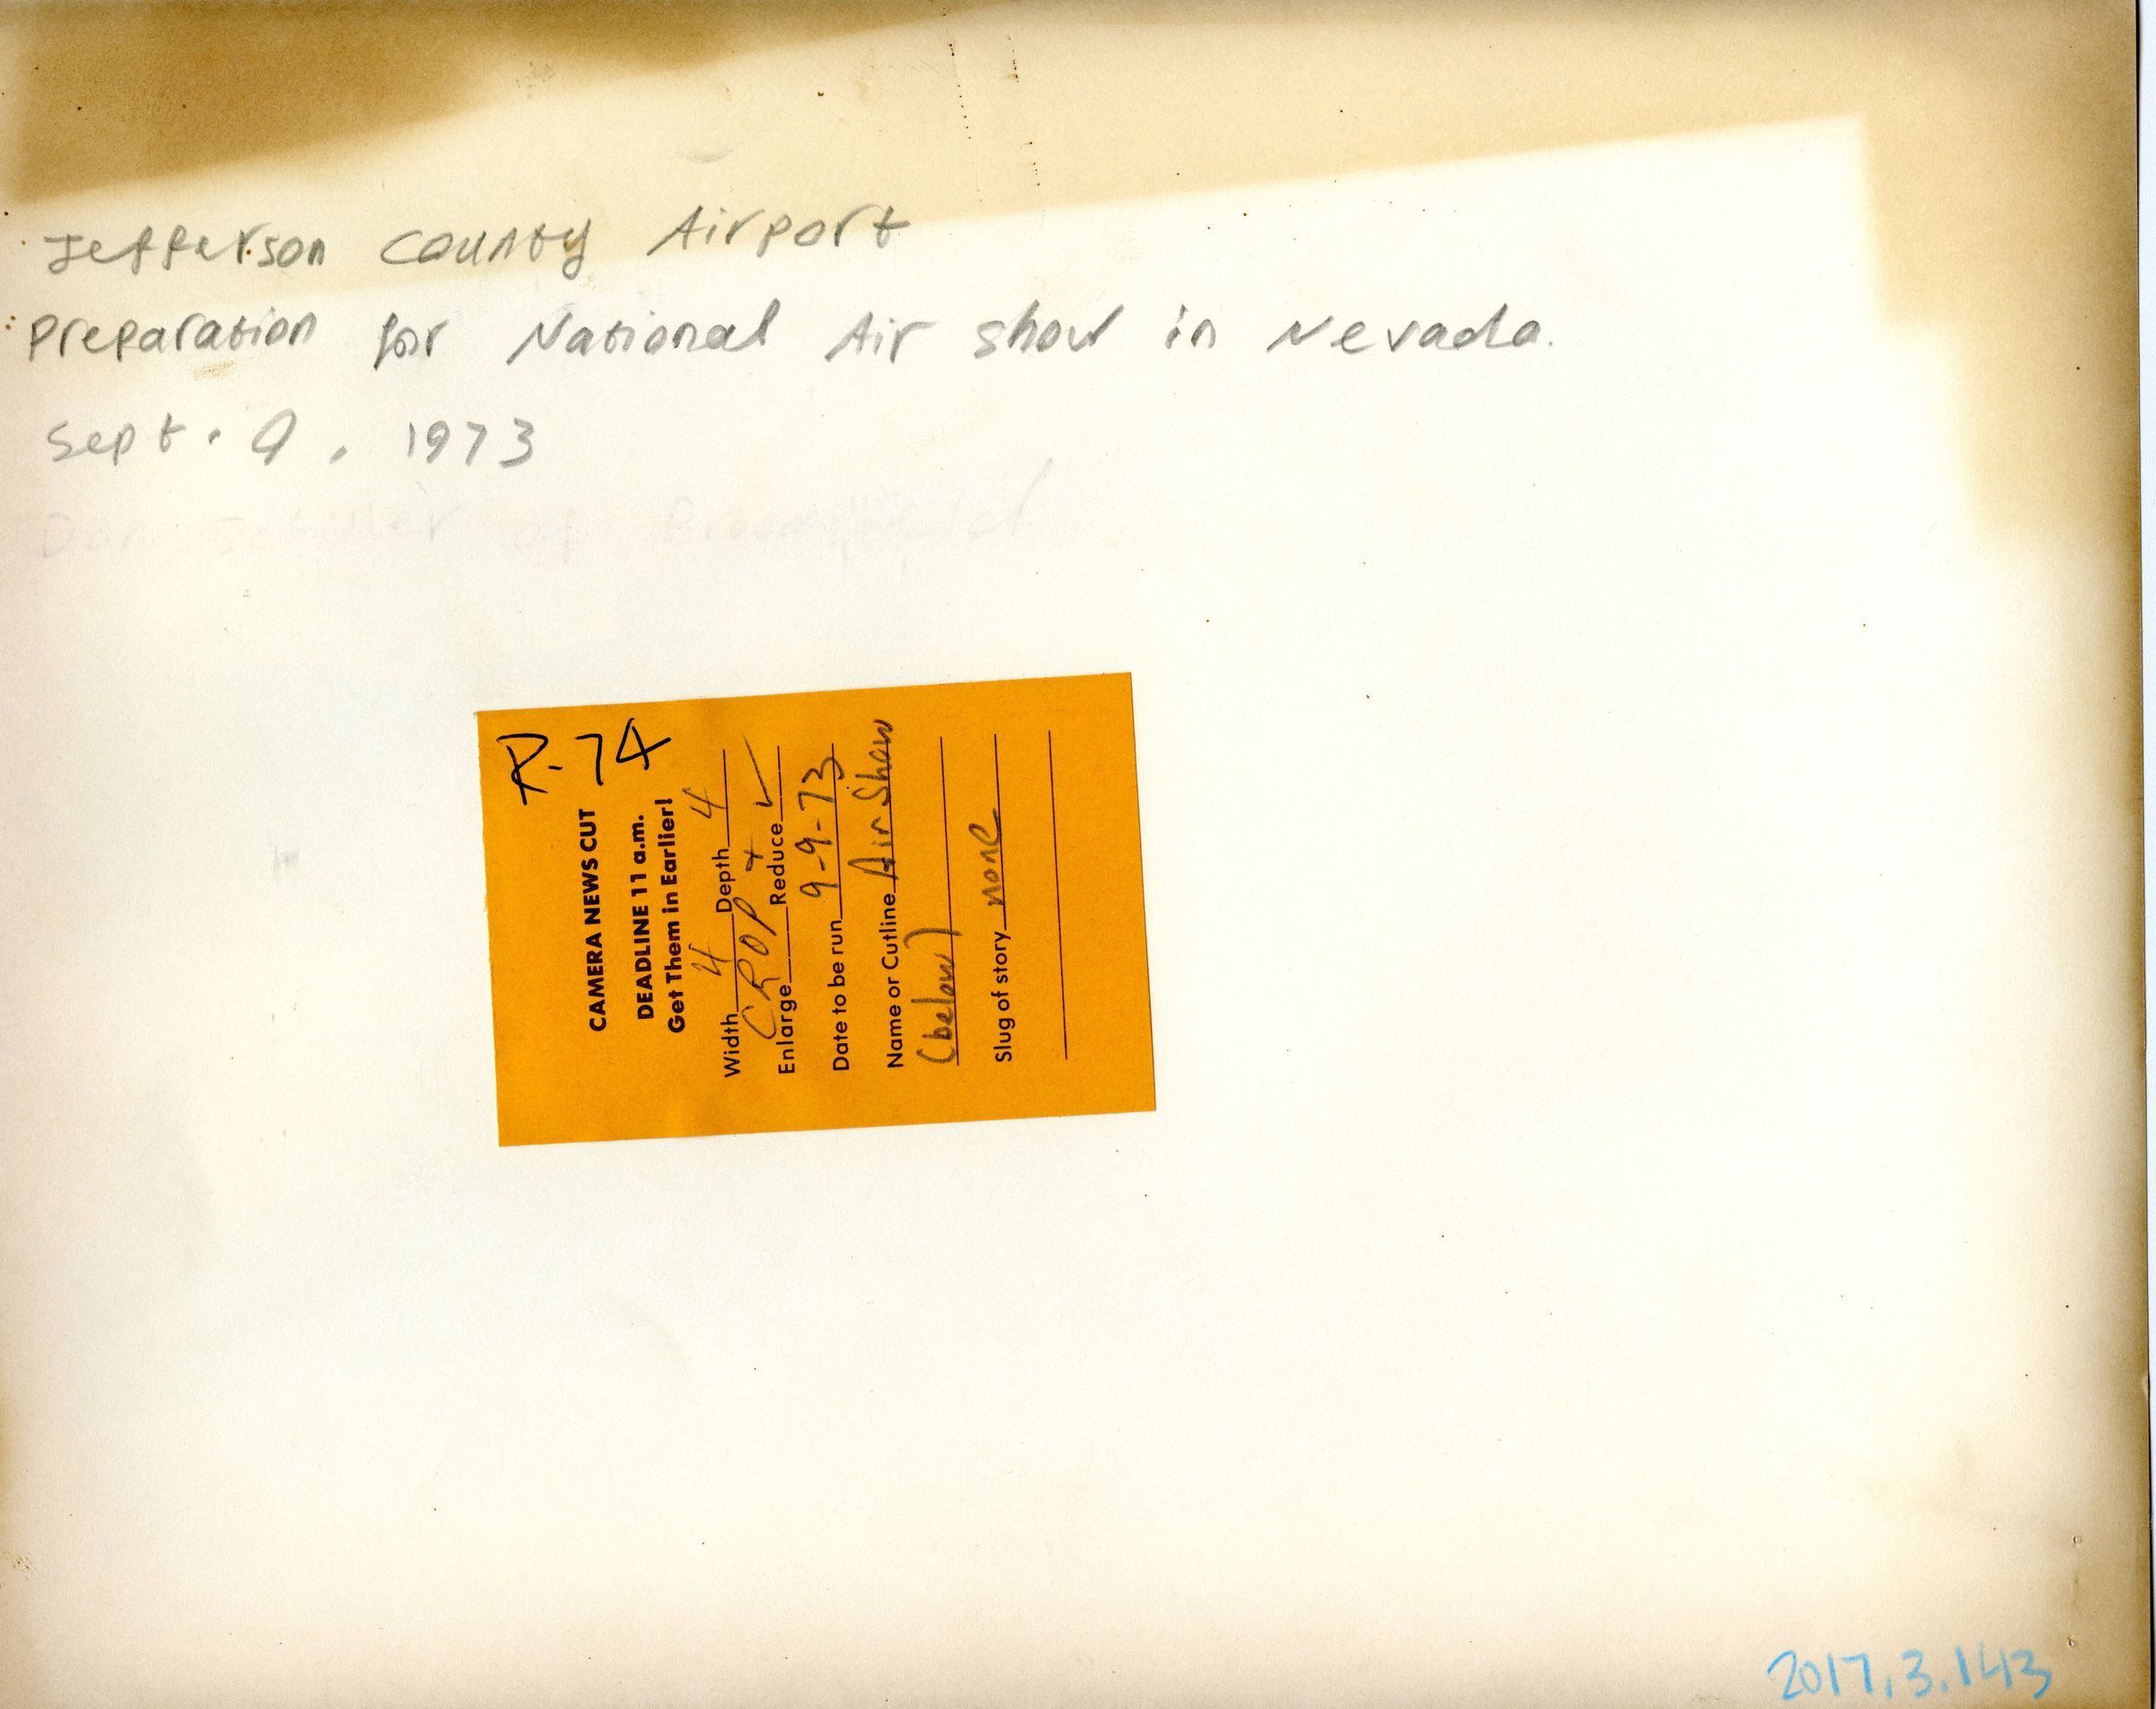 Jefferson County Airport
Preparation for National Air show in Nevada.
Sept. 9, 1973
of
R. 74
CAMERA NEWS CUT
DEADLINE 11 a.m.
Get Them in Earlier!
Width 4 Depth 4
CROP +
Enlarge Reduce ✓
Date to be run 9-9-73
Name or Cutline Air Show
(below)
Slug of story none
2017.3.143